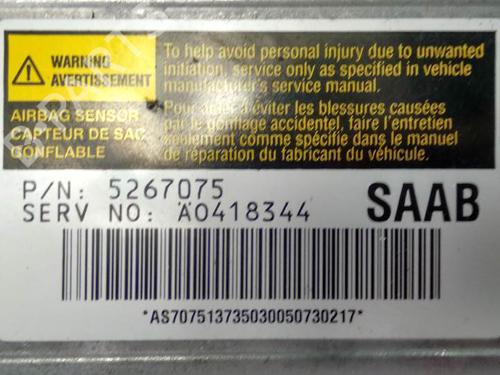 WARNING
AVERTISSEMENT
AIRBAG SENSOR
CAPTEUR DE SAC
GONFLABLE
To help avoid personal injury due to unwanted
initiation, service only as specified in vehicle
manufacturer's service manual.
Pour aider à éviter les blessures causées
par le gonflage accidentel, faire l'entretien
seulement comme spécifié dans le manuel
de réparation du fabricant du véhicule.
P/N: 5267075
SERV NO: A0418344
SAAB
*AS707513735030050730217*